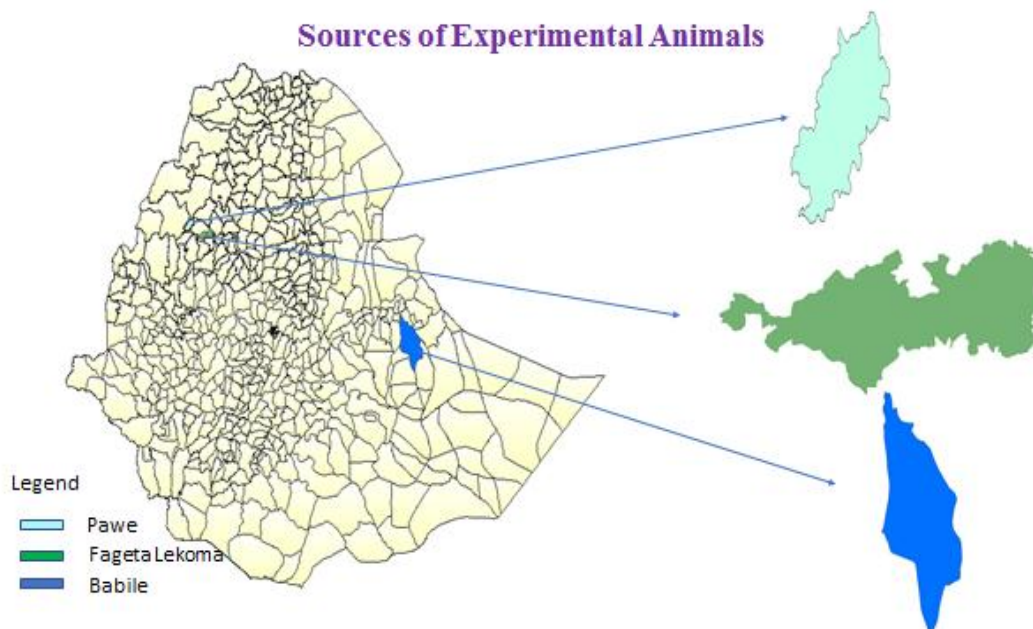 Sources of Experimental Animals
Legend
Pawe
Fageta Lekoma
Babile